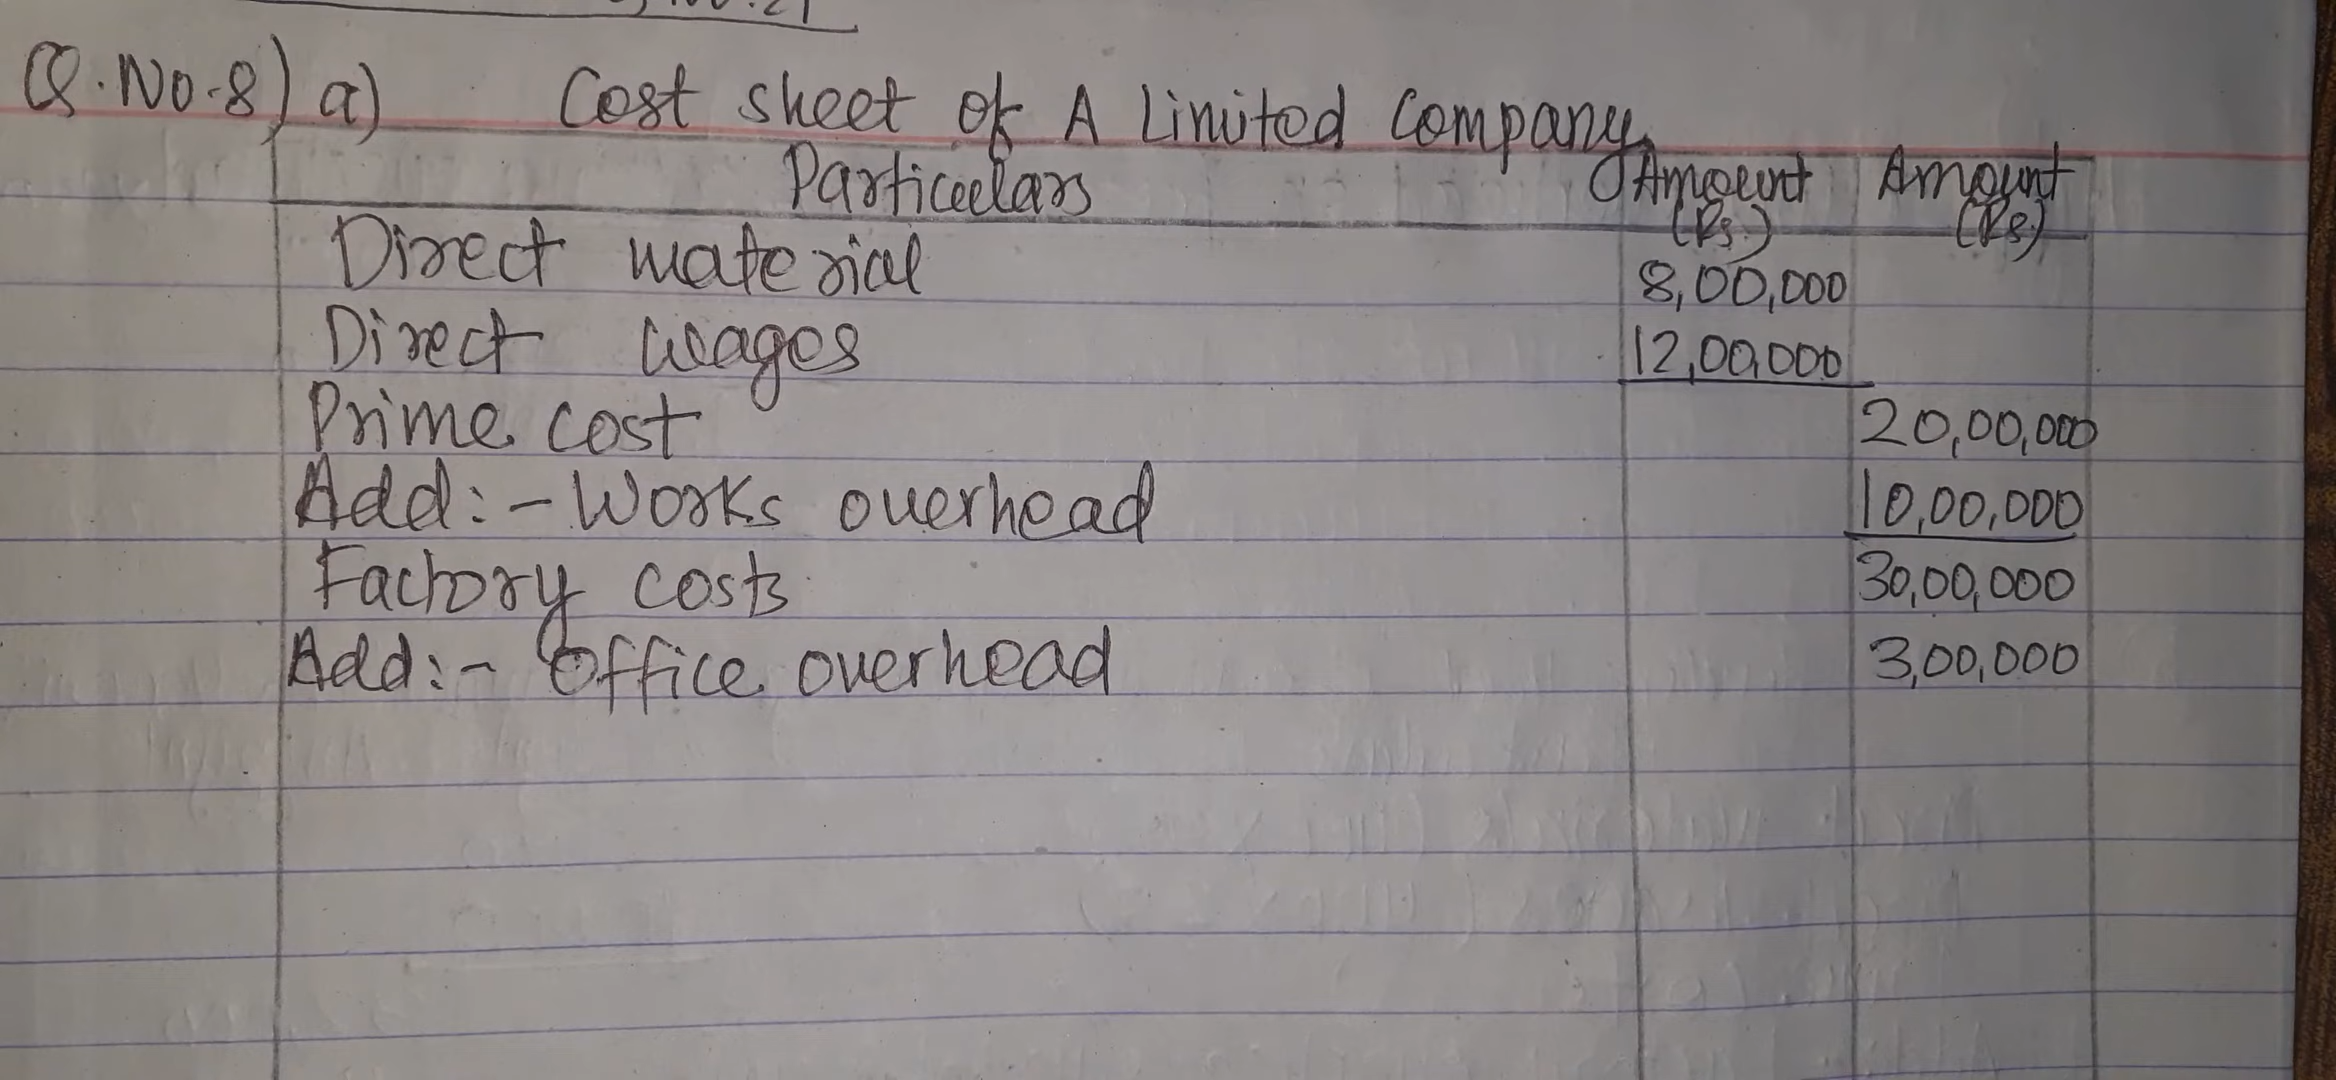 Q.No-8) a) Cost sheet of A Limited Company
Particulars Amount (Rs.) Amount (Rs.)
Direct material 8,00,000
Direct wages 12,00,000
Prime cost 20,00,000
Add:- Works overhead 10,00,000
Factory costs 30,00,000
Add:- Office overhead 3,00,000